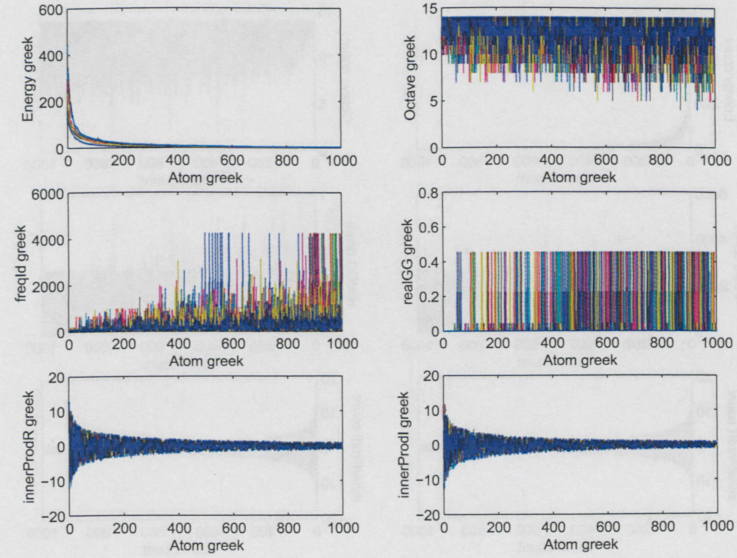 600
400
200
0
Energy greek
0 200 400 600 800 1000
Atom greek
15
10
5
0
Octave greek
0 200 400 600 800 1000
Atom greek
6000
4000
2000
0
freqId greek
0 200 400 600 800 1000
Atom greek
0.8
0.6
0.4
0.2
0
realGG greek
0 200 400 600 800 1000
Atom greek
20
10
0
−10
−20
innerProdR greek
0 200 400 600 800 1000
Atom greek
20
10
0
−10
−20
innerProdI greek
0 200 400 600 800 1000
Atom greek